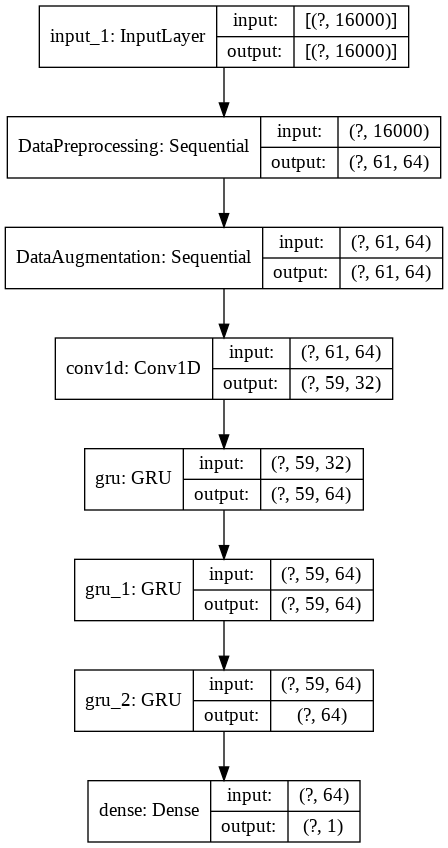 input_1: InputLayer
input: [(?, 16000)]
output: [(?, 16000)]
DataPreprocessing: Sequential
input: (?, 16000)
output: (?, 61, 64)
DataAugmentation: Sequential
input: (?, 61, 64)
output: (?, 61, 64)
conv1d: Conv1D
input: (?, 61, 64)
output: (?, 59, 32)
gru: GRU
input: (?, 59, 32)
output: (?, 59, 64)
gru_1: GRU
input: (?, 59, 64)
output: (?, 59, 64)
gru_2: GRU
input: (?, 59, 64)
output: (?, 64)
dense: Dense
input: (?, 64)
output: (?, 1)